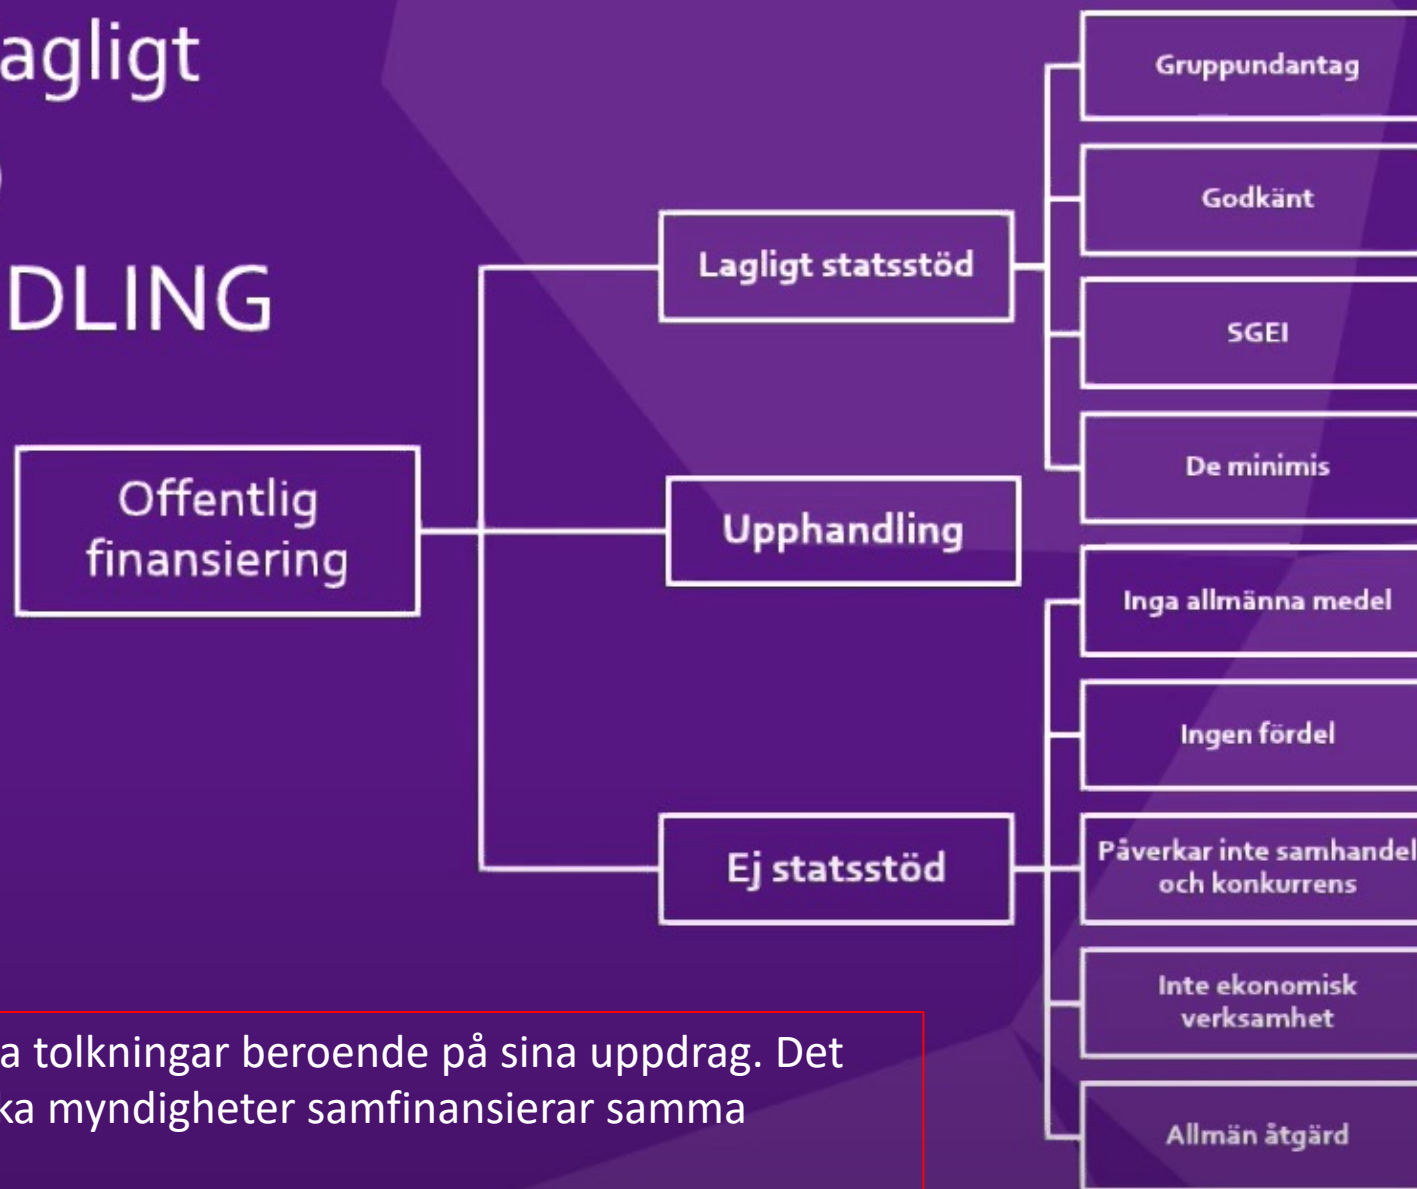 agligt
DLING
Offentlig
finansiering
Lagligt statsstöd
Gruppundantag
Godkänt
SGEI
De minimis
Upphandling
Ej statsstöd
Inga allmänna medel
Ingen fördel
Påverkar inte samhandel
och konkurrens
Inte ekonomisk
verksamhet
Allmän åtgärd
a tolkningar beroende på sina uppdrag. Det
ka myndigheter samfinansierar samma